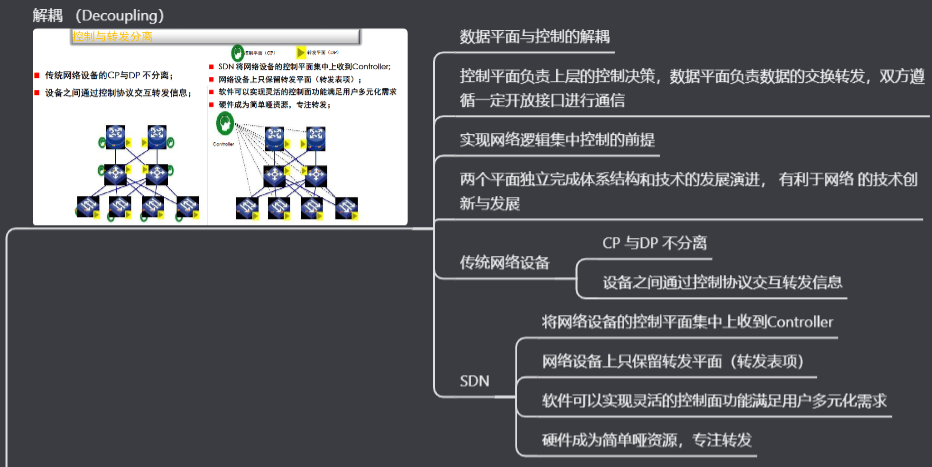 解耦 （Decoupling）
控制与转发分离
控制平面（CP）
转发平面（DP）
传统网络设备的CP与DP 不分离；
设备之间通过控制协议交互转发信息；
SDN 将网络设备的控制平面集中上收到Controller;
网络设备上只保留转发平面（转发表项）；
软件可以实现灵活的控制面功能满足用户多元化需求
硬件成为简单哑资源，专注转发；
Controller
数据平面与控制的解耦
控制平面负责上层的控制决策，数据平面负责数据的交换转发，双方遵
循一定开放接口进行通信
实现网络逻辑集中控制的前提
两个平面独立完成体系结构和技术的发展演进， 有利于网络 的技术创
新与发展
传统网络设备
CP 与DP 不分离
设备之间通过控制协议交互转发信息
SDN
将网络设备的控制平面集中上收到Controller
网络设备上只保留转发平面（转发表项）
软件可以实现灵活的控制面功能满足用户多元化需求
硬件成为简单哑资源，专注转发